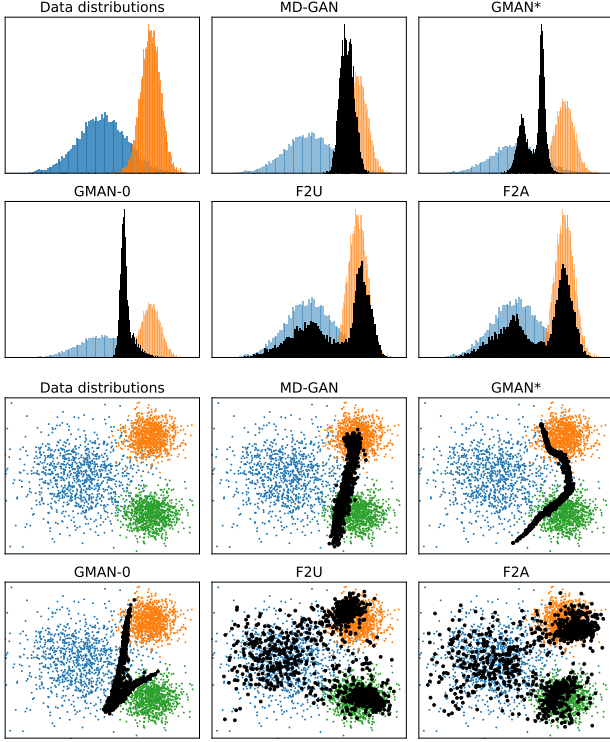 Data distributions
MD-GAN
GMAN*
GMAN-0
F2U
F2A
Data distributions
MD-GAN
GMAN*
GMAN-0
F2U
F2A